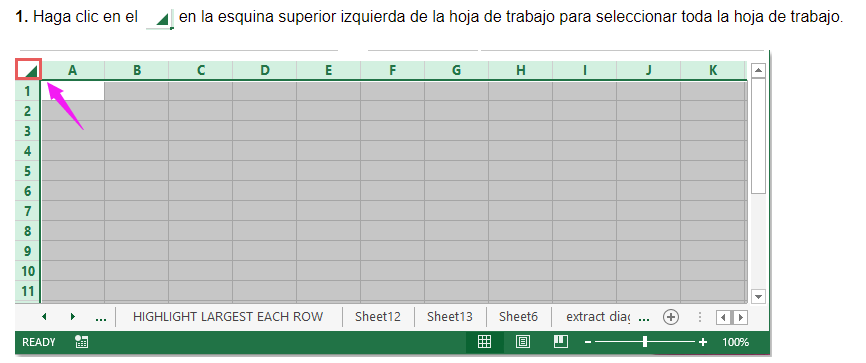 1. Haga clic en el en la esquina superior izquierda de la hoja de trabajo para seleccionar toda la hoja de trabajo.
A B C D E F G H I J K
1
2
3
4
5
6
7
8
9
10
11
... HIGHLIGHT LARGEST EACH ROW Sheet12 Sheet13 Sheet6 extract diag ...
READY 100%